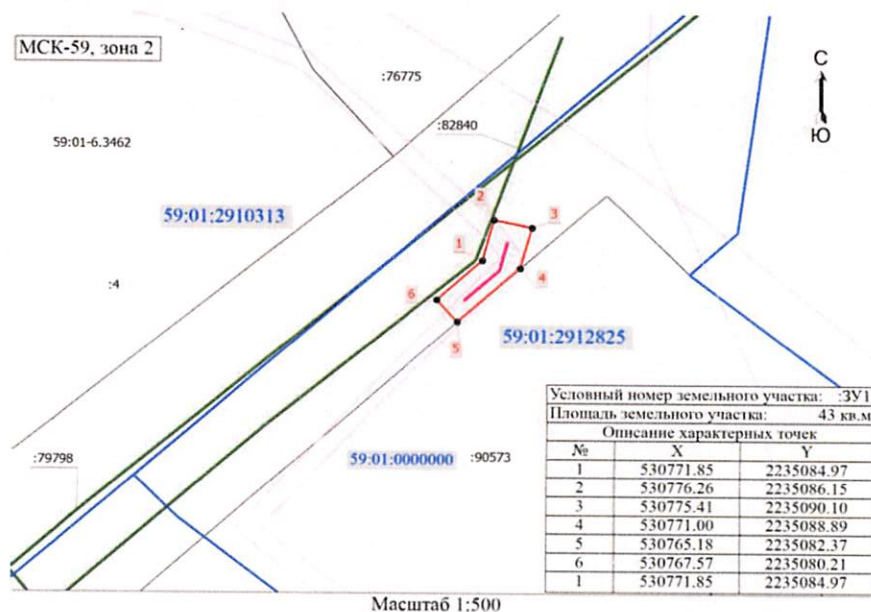 МСК-59, зона 2
С
Ю
:76775
:82840
59:01-6.3462
59:01:2910313
2
3
1
:4
4
6
5
59:01:2912825
:79798
59:01:0000000
:90573
Условный номер земельного участка: :ЗУ1
Площадь земельного участка: 43 кв.м
Описание характерных точек
№ X Y
1 530771.85 2235084.97
2 530776.26 2235086.15
3 530775.41 2235090.10
4 530771.00 2235088.89
5 530765.18 2235082.37
6 530767.57 2235080.21
1 530771.85 2235084.97
Масштаб 1:500